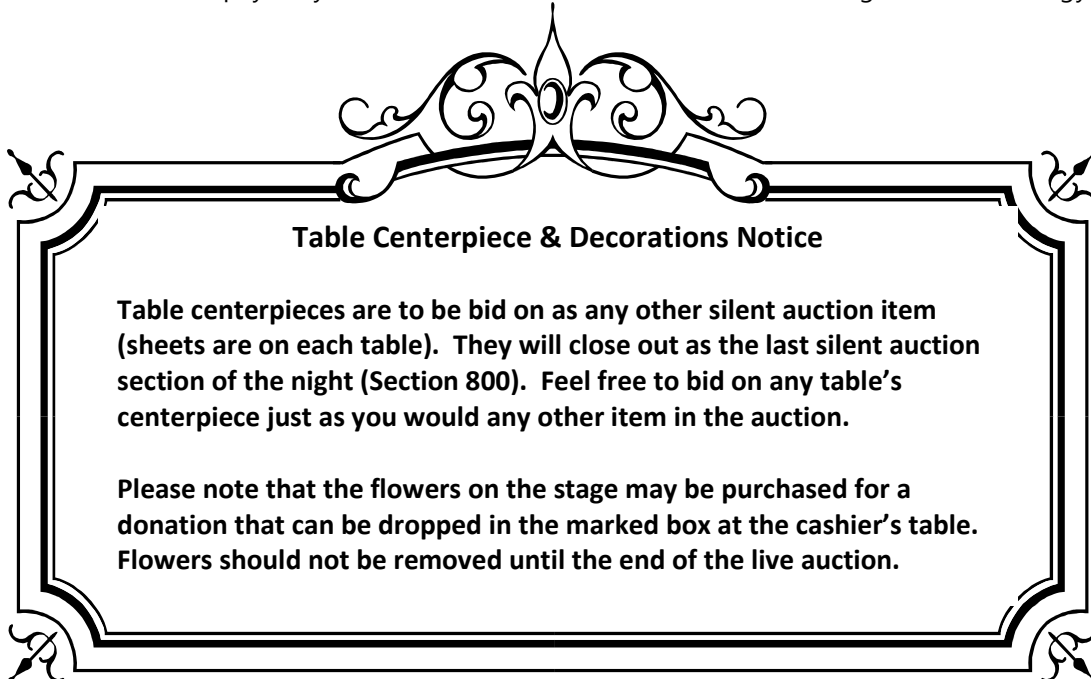 Table Centerpiece & Decorations Notice
Table centerpieces are to be bid on as any other silent auction item
(sheets are on each table).  They will close out as the last silent auction
section of the night (Section 800).  Feel free to bid on any table’s
centerpiece just as you would any other item in the auction.
Please note that the flowers on the stage may be purchased for a
donation that can be dropped in the marked box at the cashier’s table.
Flowers should not be removed until the end of the live auction.